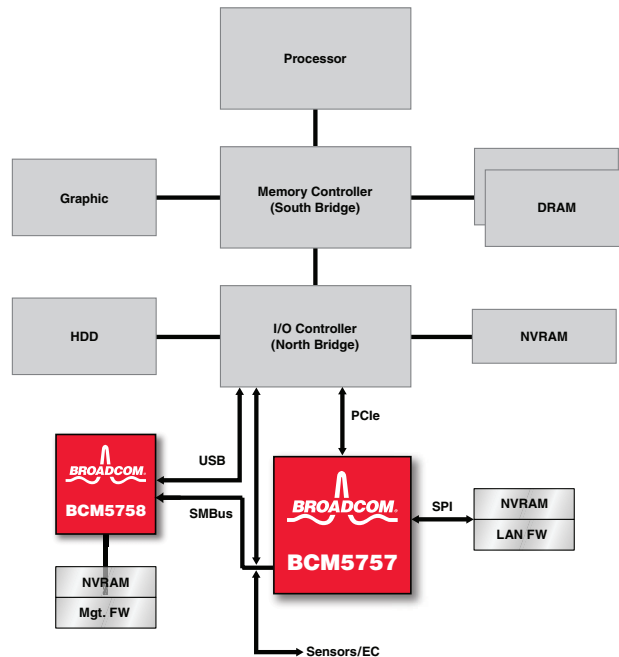 Processor
Graphic
Memory Controller
(South Bridge)
DRAM
HDD
I/O Controller
(North Bridge)
NVRAM
PCIe
USB
BROADCOM®
BCM5758
SMBus
BROADCOM®
BCM5757
SPI
NVRAM
LAN FW
NVRAM
Mgt. FW
Sensors/EC